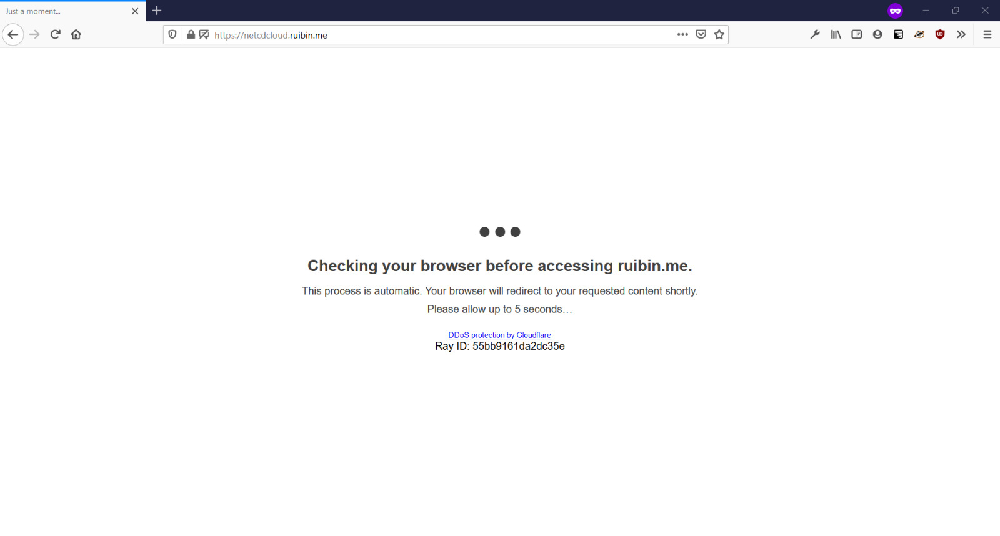 Just a moment...
https://netcdcloud.ruibin.me
Checking your browser before accessing ruibin.me.
This process is automatic. Your browser will redirect to your requested content shortly.
Please allow up to 5 seconds…
DDoS protection by Cloudflare
Ray ID: 55bb9161da2dc35e